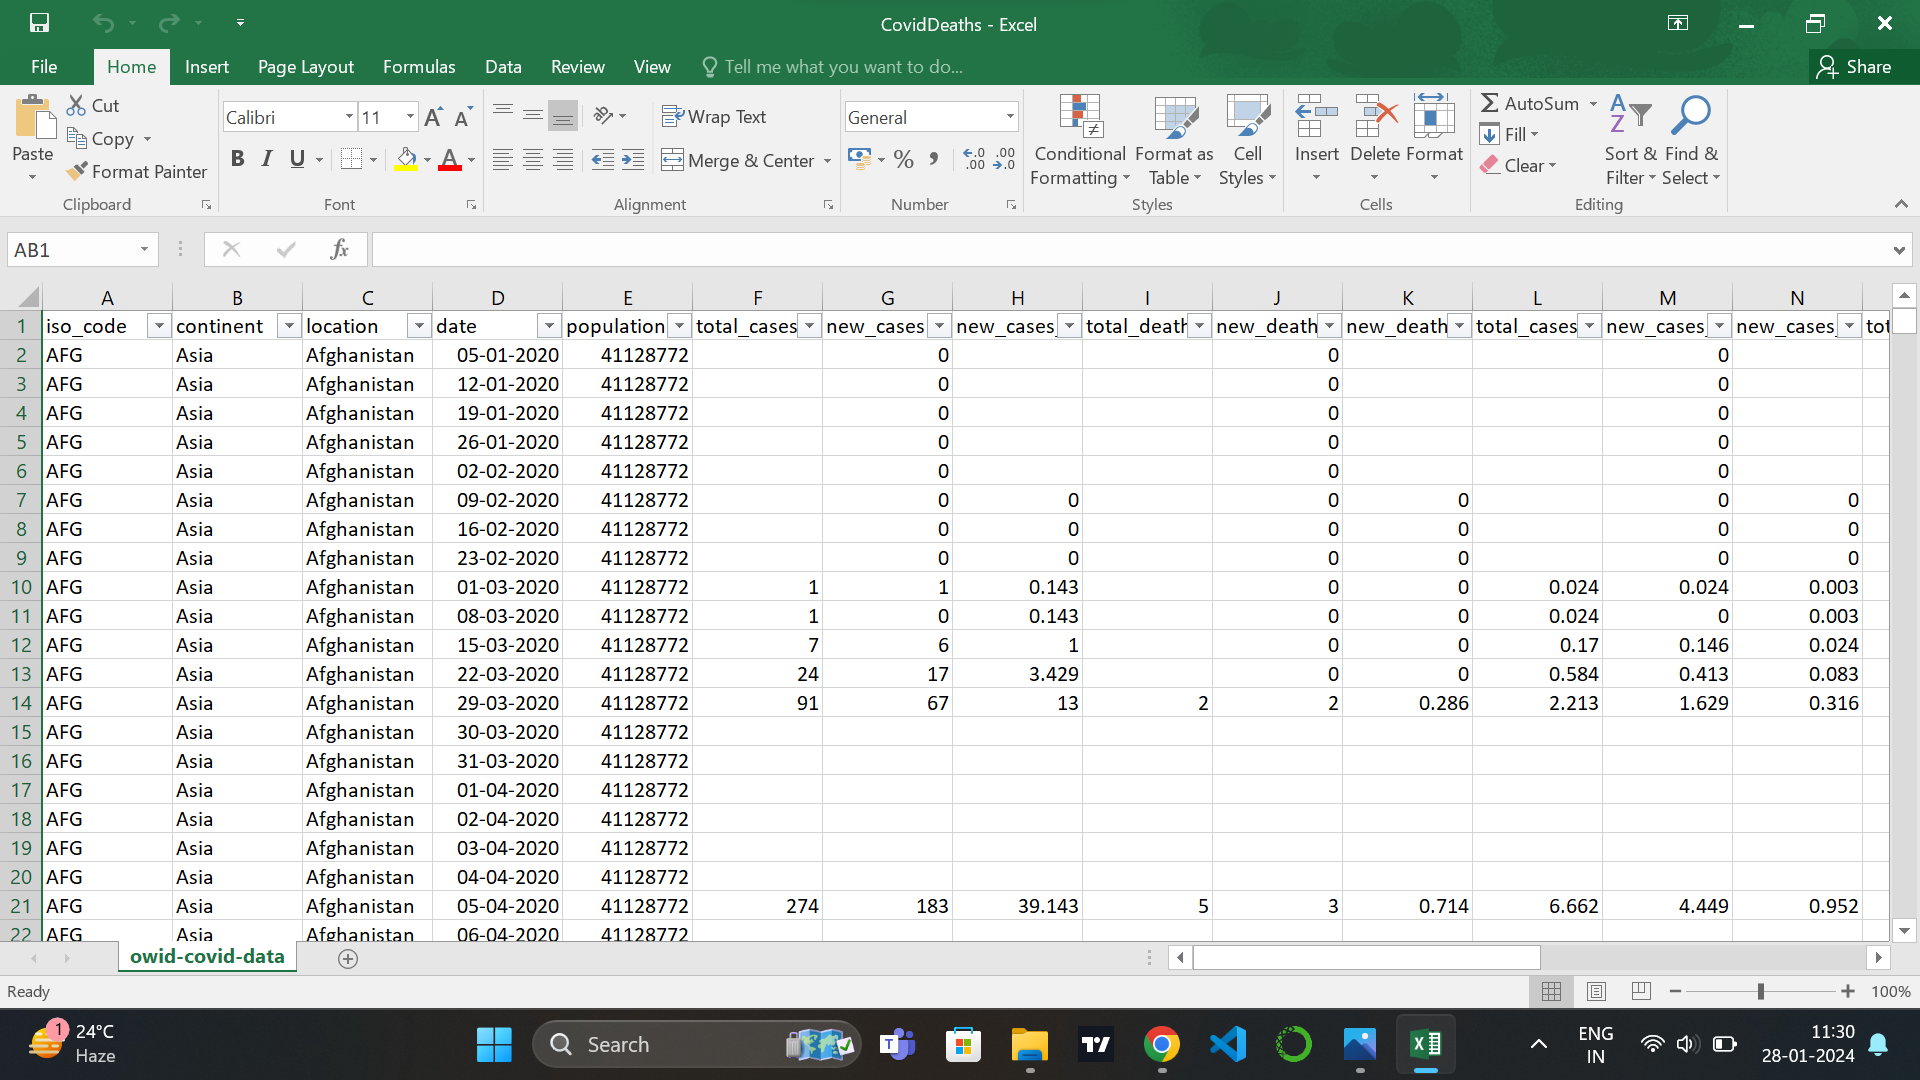 CovidDeaths - Excel
File Home Insert Page Layout Formulas Data Review View Tell me what you want to do... Share
Paste Cut Copy Format Painter Clipboard
Calibri 11 A A B I U A Font
Wrap Text Merge & Center Alignment
General % Number
Conditional Formatting Format as Table Cell Styles Styles
Insert Delete Format Cells
AutoSum Fill Clear Sort & Filter Find & Select Editing
AB1 fx
A B C D E F G H I J K L M N
1 iso_code continent location date population total_cases new_cases new_cases_ total_death new_death new_death total_cases new_cases_ new_cases_ tot
2 AFG Asia Afghanistan 05-01-2020 41128772 0 0 0
3 AFG Asia Afghanistan 12-01-2020 41128772 0 0 0
4 AFG Asia Afghanistan 19-01-2020 41128772 0 0 0
5 AFG Asia Afghanistan 26-01-2020 41128772 0 0 0
6 AFG Asia Afghanistan 02-02-2020 41128772 0 0 0
7 AFG Asia Afghanistan 09-02-2020 41128772 0 0 0 0 0 0
8 AFG Asia Afghanistan 16-02-2020 41128772 0 0 0 0 0 0
9 AFG Asia Afghanistan 23-02-2020 41128772 0 0 0 0 0 0
10 AFG Asia Afghanistan 01-03-2020 41128772 1 1 0.143 0 0 0.024 0.024 0.003
11 AFG Asia Afghanistan 08-03-2020 41128772 1 0 0.143 0 0 0.024 0 0.003
12 AFG Asia Afghanistan 15-03-2020 41128772 7 6 1 0 0 0.17 0.146 0.024
13 AFG Asia Afghanistan 22-03-2020 41128772 24 17 3.429 0 0 0.584 0.413 0.083
14 AFG Asia Afghanistan 29-03-2020 41128772 91 67 13 2 2 0.286 2.213 1.629 0.316
15 AFG Asia Afghanistan 30-03-2020 41128772
16 AFG Asia Afghanistan 31-03-2020 41128772
17 AFG Asia Afghanistan 01-04-2020 41128772
18 AFG Asia Afghanistan 02-04-2020 41128772
19 AFG Asia Afghanistan 03-04-2020 41128772
20 AFG Asia Afghanistan 04-04-2020 41128772
21 AFG Asia Afghanistan 05-04-2020 41128772 274 183 39.143 5 3 0.714 6.662 4.449 0.952
22 AFG Asia Afghanistan 06-04-2020 41128772
owid-covid-data
Ready 100%
1 24°C Haze
Search
ENG IN
11:30
28-01-2024